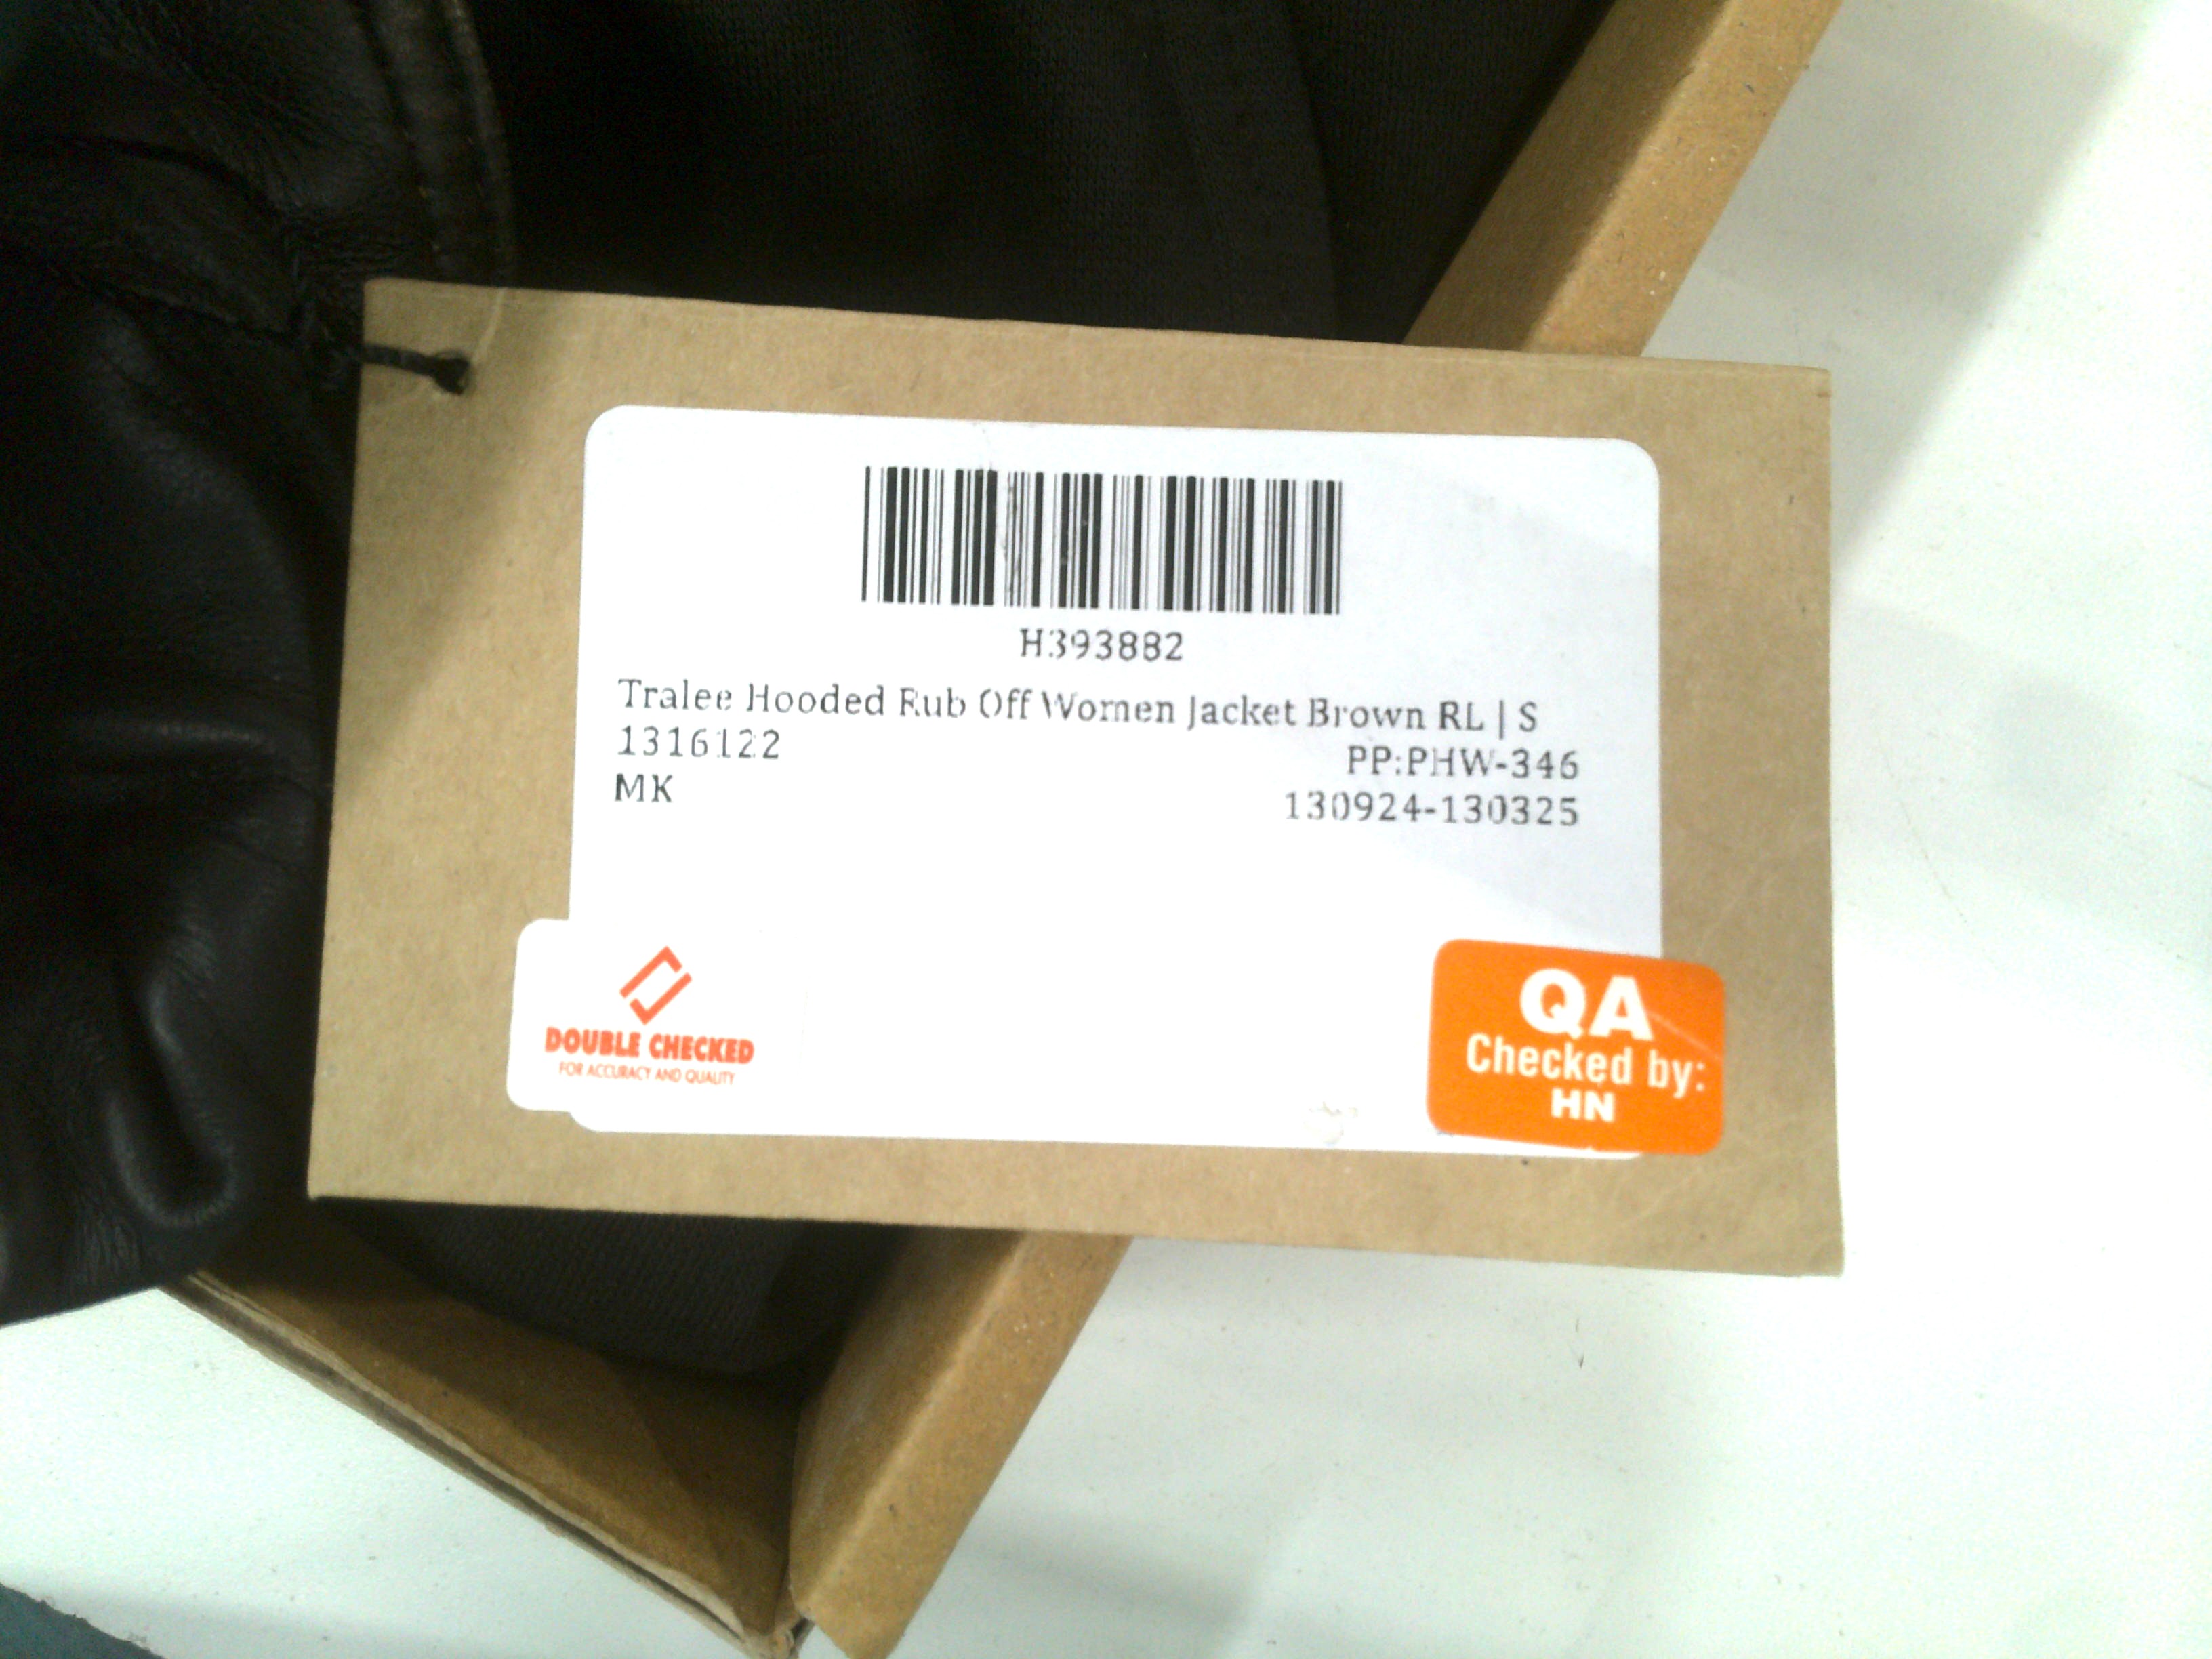 H393882
Tralee Hooded Rub Off Women Jacket Brown RL | S
1316122
PP:PHW-346
MK
130924-130325
DOUBLE CHECKED
FOR ACCURACY AND QUALITY
QA
Checked by:
HN